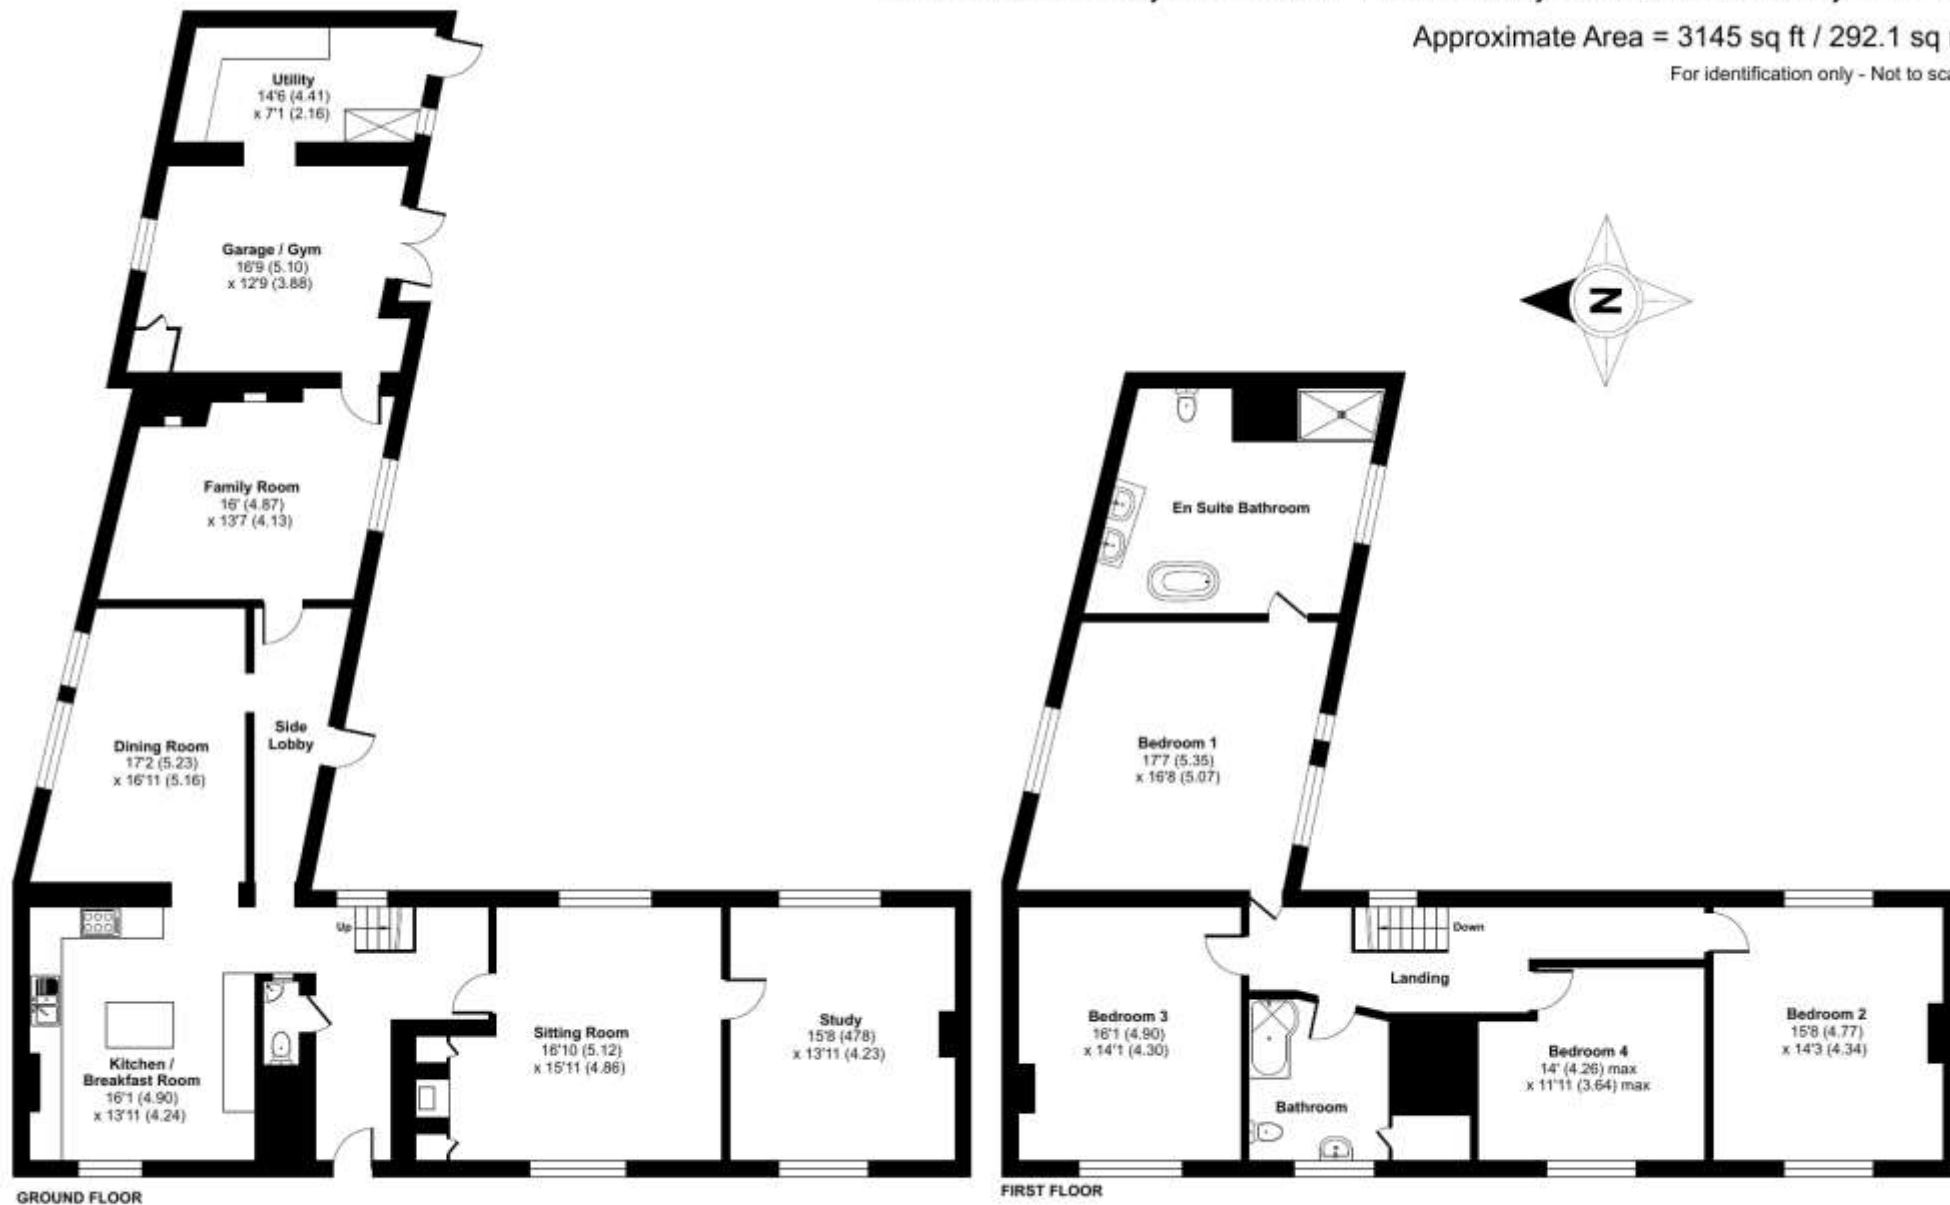 Approximate Area = 3145 sq ft / 292.1 sq
For identification only - Not to
Utility
14'6 (4.41)
x 7'1 (2.16)
Garage / Gym
16'9 (5.10)
x 12'9 (3.88)
N
Family Room
16' (4.87)
x 13'7 (4.13)
En Suite Bathroom
Side
Lobby
Dining Room
17'2 (5.23)
x 16'11 (5.16)
Bedroom 1
17'7 (5.35)
x 16'8 (5.07)
Up
Down
Landing
Kitchen /
Breakfast Room
16'1 (4.90)
x 13'11 (4.24)
Sitting Room
16'10 (5.12)
x 15'11 (4.86)
Study
15'8 (478)
x 13'11 (4.23)
Bedroom 3
16'1 (4.90)
x 14'1 (4.30)
Bathroom
Bedroom 4
14' (4.26) max
x 11'11 (3.64) max
Bedroom 2
15'8 (4.77)
x 14'3 (4.34)
GROUND FLOOR
FIRST FLOOR